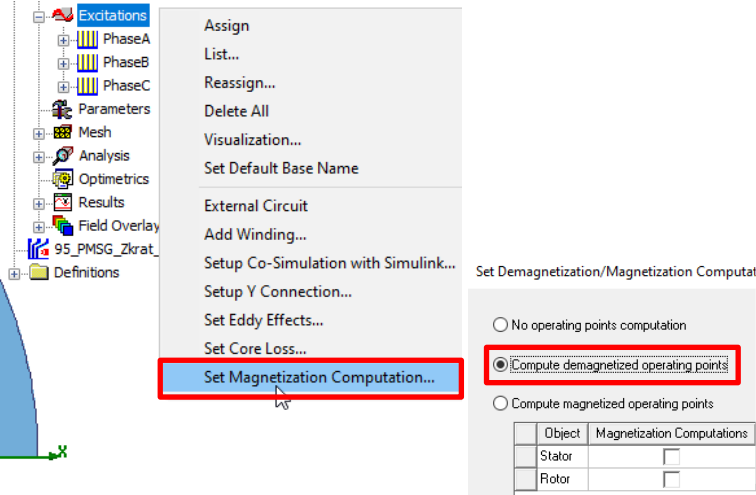 Excitations
PhaseA
PhaseB
PhaseC
Parameters
Mesh
Analysis
Optimetrics
Results
Field Overlay
95_PMSG_Zkrat_
Definitions
X
Assign
List...
Reassign...
Delete All
Visualization...
Set Default Base Name
External Circuit
Add Winding...
Setup Co-Simulation with Simulink...
Setup Y Connection...
Set Eddy Effects...
Set Core Loss...
Set Magnetization Computation...
Set Demagnetization/Magnetization Computat
No operating points computation
Compute demagnetized operating points
Compute magnetized operating points
Object Magnetization Computations
Stator
Rotor